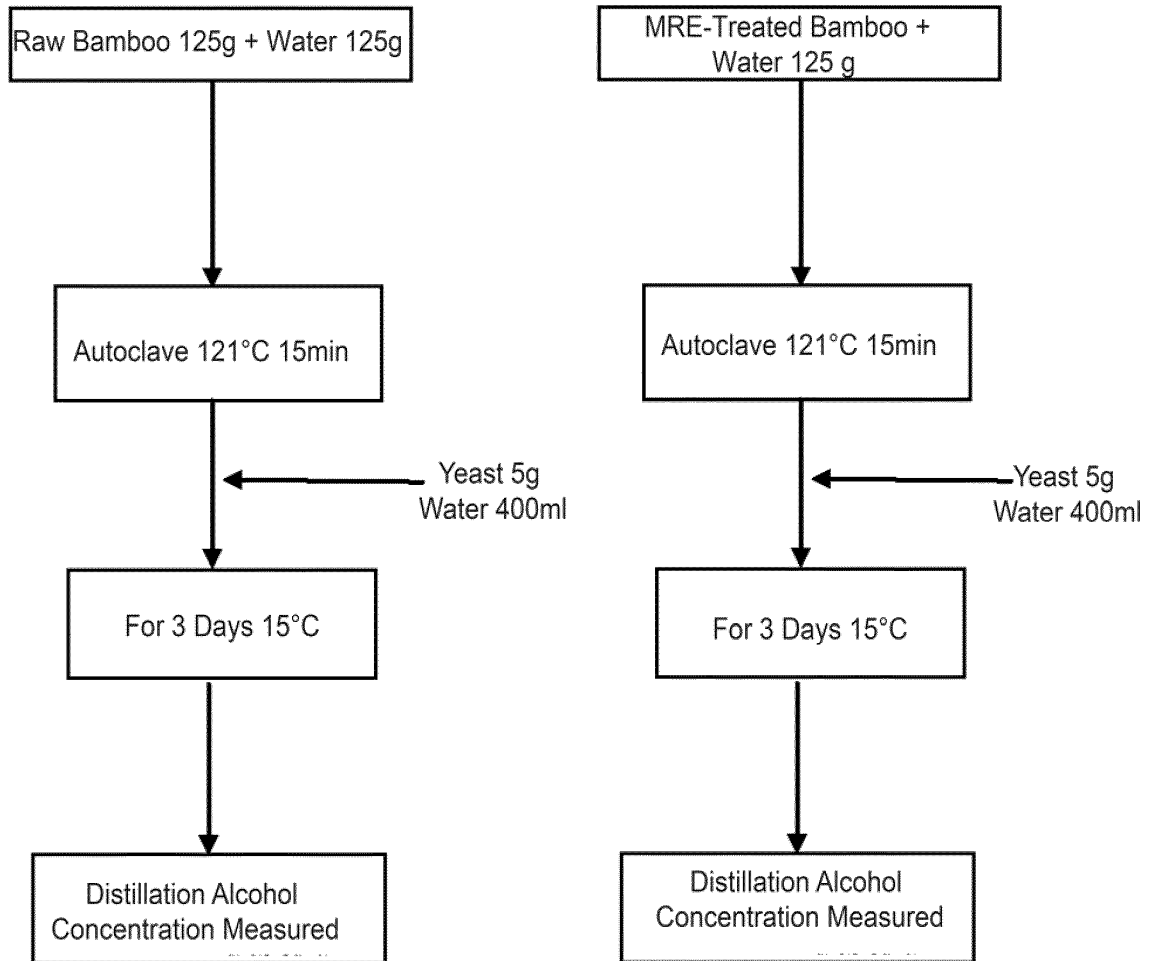 Raw Bamboo 125g + Water 125g
Autoclave 121°C 15min
Yeast 5g
Water 400ml
For 3 Days 15°C
Distillation Alcohol
Concentration Measured
MRE-Treated Bamboo +
Water 125 g
Autoclave 121°C 15min
Yeast 5g
Water 400ml
For 3 Days 15°C
Distillation Alcohol
Concentration Measured